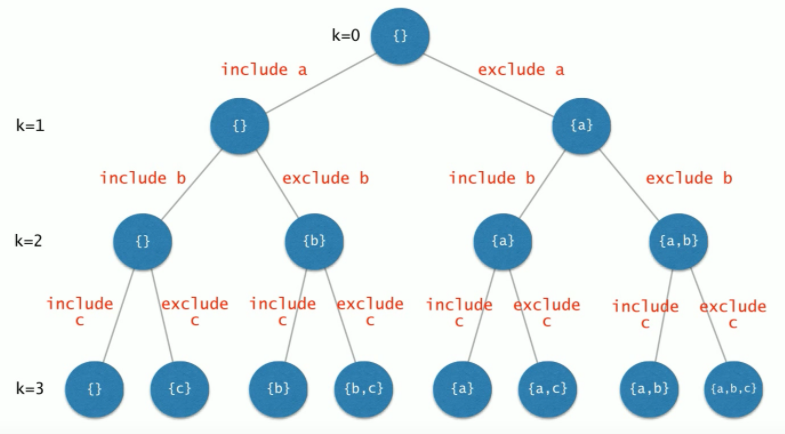 k=0 {}
include a exclude a
k=1 {} {a}
include b exclude b include b exclude b
k=2 {} {b} {a} {a,b}
include exclude include exclude include exclude include exclude
c c c c c c c c
k=3 {} {c} {b} {b,c} {a} {a,c} {a,b} {a,b,c}